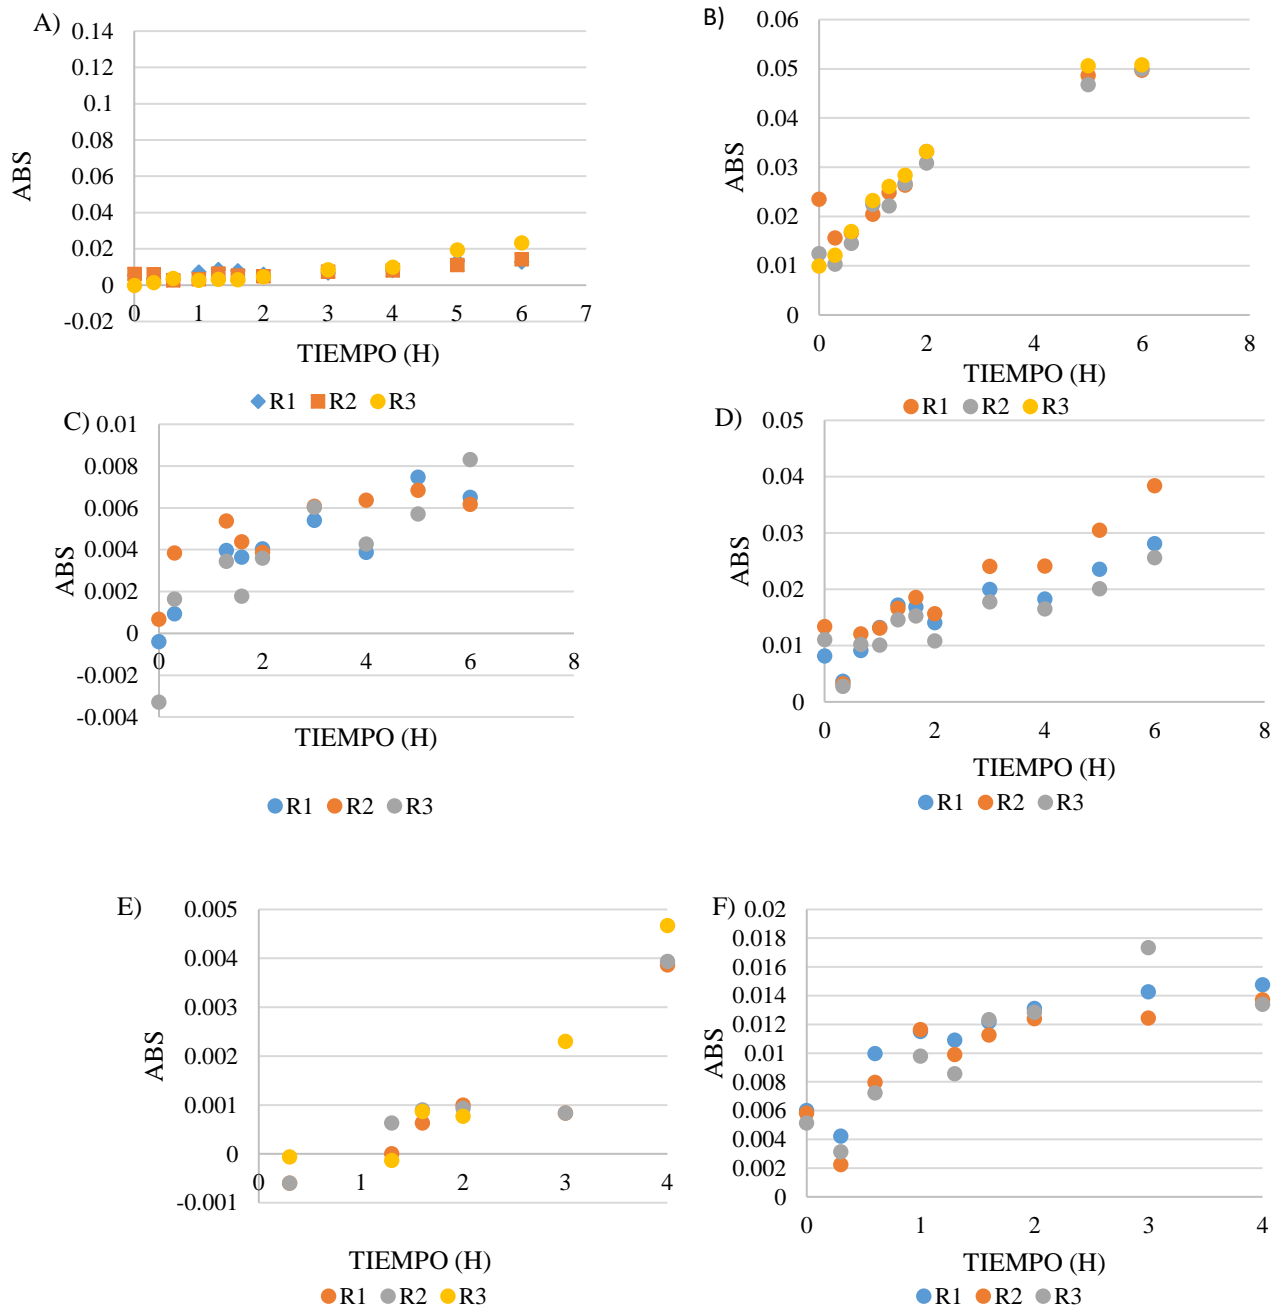 A)
0.14
0.12
0.1
0.08
0.06
0.04
0.02
0
-0.02
ABS
0 1 2 3 4 5 6 7
TIEMPO (H)
R1 R2 R3
B)
0.06
0.05
0.04
0.03
0.02
0.01
0
ABS
0 2 4 6 8
TIEMPO (H)
R1 R2 R3
C)
0.01
0.008
0.006
0.004
0.002
0
-0.002
-0.004
ABS
0 2 4 6 8
TIEMPO (H)
R1 R2 R3
D)
0.05
0.04
0.03
0.02
0.01
0
ABS
0 2 4 6 8
TIEMPO (H)
R1 R2 R3
E)
0.005
0.004
0.003
0.002
0.001
0
-0.001
ABS
0 1 2 3 4
TIEMPO (H)
R1 R2 R3
F)
0.02
0.018
0.016
0.014
0.012
0.01
0.008
0.006
0.004
0.002
0
ABS
0 1 2 3 4
TIEMPO (H)
R1 R2 R3